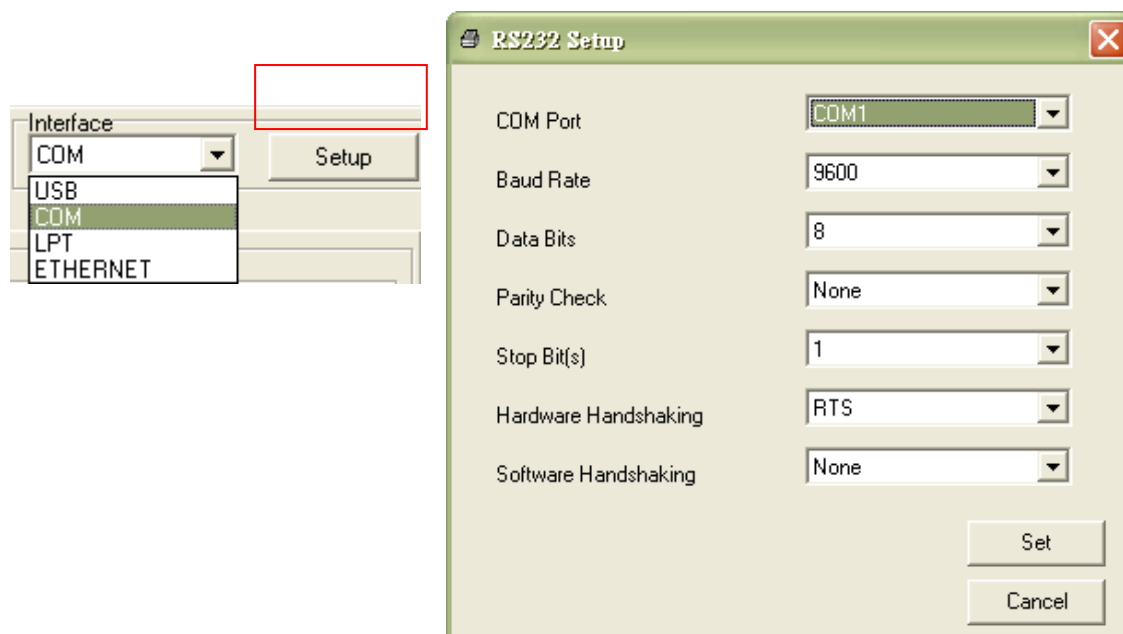 Interface
COM
Setup
USB
COM
LPT
ETHERNET
RS232 Setup
COM Port
COM1
Baud Rate
9600
Data Bits
8
Parity Check
None
Stop Bit(s)
1
Hardware Handshaking
RTS
Software Handshaking
None
Set
Cancel